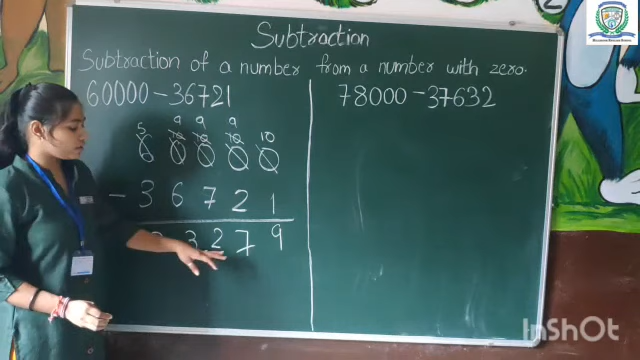 Subtraction
Subtraction of a number from a number with zero.
60000 - 36721
78000 - 37632
9 9 9
5 10 10 10 10
6 0 0 0 0
- 3 6 7 2 1
3 2 7 9
InShOt